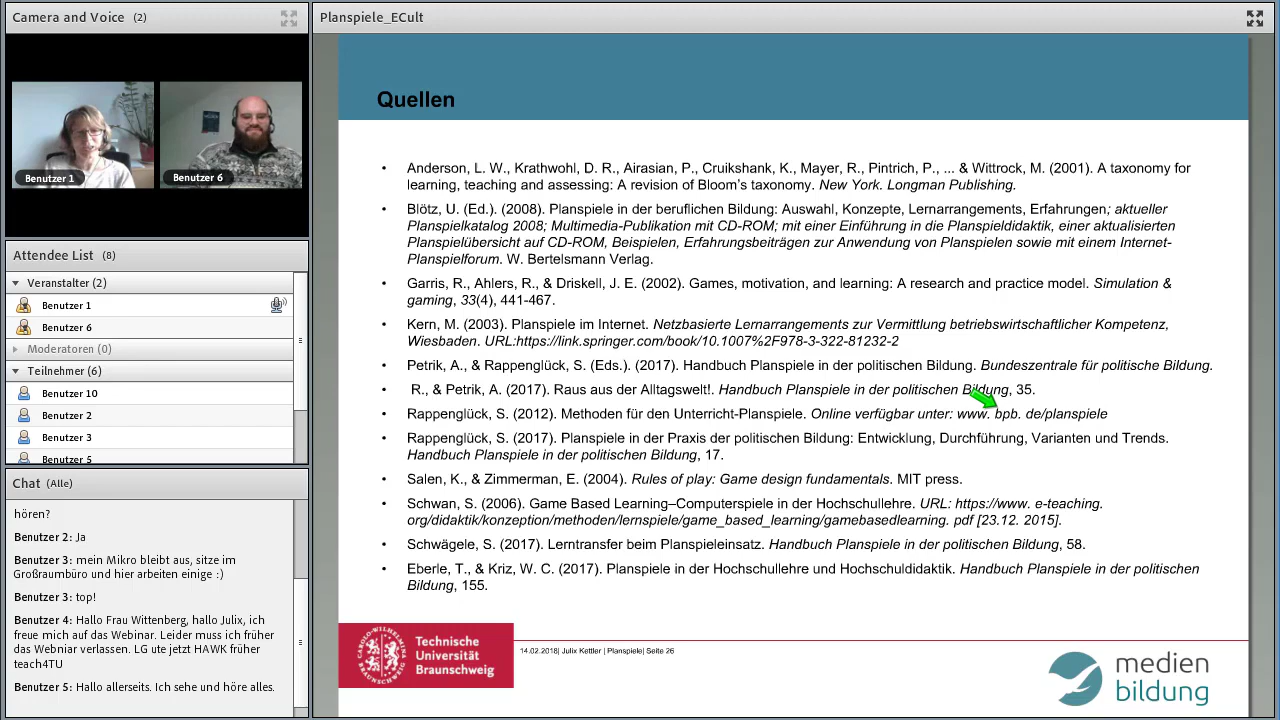 Camera and Voice (2)
Benutzer 1
Benutzer 6
Attendee List (8)
Veranstalter (2)
Benutzer 1
Benutzer 6
Moderatoren (0)
Teilnehmer (6)
Benutzer 10
Benutzer 2
Benutzer 3
Benutzer 5
Chat (Alle)
hören?
Benutzer 2: Ja
Benutzer 3: mein Mikro bleibt aus, sitze im
Großraumbüro und hier arbeiten einige :)
Benutzer 3: top!
Benutzer 4: Hallo Frau Wittenberg, hallo Julix, ich
freue mich auf das Webinar. Leider muss ich früher
das Webniar verlassen. LG ute jetzt HAWK früher
teach4TU
Benutzer 5: Hallo allerseits. Ich sehe und höre alles.
Planspiele_ECult
Quellen
• Anderson, L. W., Krathwohl, D. R., Airasian, P., Cruikshank, K., Mayer, R., Pintrich, P., ... & Wittrock, M. (2001). A taxonomy for
learning, teaching and assessing: A revision of Bloom's taxonomy. New York. Longman Publishing.
• Blötz, U. (Ed.). (2008). Planspiele in der beruflichen Bildung: Auswahl, Konzepte, Lernarrangements, Erfahrungen; aktueller
Planspielkatalog 2008; Multimedia-Publikation mit CD-ROM; mit einer Einführung in die Planspieldidaktik, einer aktualisierten
Planspielübersicht auf CD-ROM, Beispielen, Erfahrungsbeiträgen zur Anwendung von Planspielen sowie mit einem Internet-
Planspielforum. W. Bertelsmann Verlag.
• Garris, R., Ahlers, R., & Driskell, J. E. (2002). Games, motivation, and learning: A research and practice model. Simulation &
gaming, 33(4), 441-467.
• Kern, M. (2003). Planspiele im Internet. Netzbasierte Lernarrangements zur Vermittlung betriebswirtschaftlicher Kompetenz,
Wiesbaden. URL:https://link.springer.com/book/10.1007%2F978-3-322-81232-2
• Petrik, A., & Rappenglück, S. (Eds.). (2017). Handbuch Planspiele in der politischen Bildung. Bundeszentrale für politische Bildung.
• R., & Petrik, A. (2017). Raus aus der Alltagswelt!. Handbuch Planspiele in der politischen Bildung, 35.
• Rappenglück, S. (2012). Methoden für den Unterricht-Planspiele. Online verfügbar unter: www. bpb. de/planspiele
• Rappenglück, S. (2017). Planspiele in der Praxis der politischen Bildung: Entwicklung, Durchführung, Varianten und Trends.
Handbuch Planspiele in der politischen Bildung, 17.
• Salen, K., & Zimmerman, E. (2004). Rules of play: Game design fundamentals. MIT press.
• Schwan, S. (2006). Game Based Learning–Computerspiele in der Hochschullehre. URL: https://www. e-teaching.
org/didaktik/konzeption/methoden/lernspiele/game_based_learning/gamebasedlearning. pdf [23.12. 2015].
• Schwägele, S. (2017). Lerntransfer beim Planspieleinsatz. Handbuch Planspiele in der politischen Bildung, 58.
• Eberle, T., & Kriz, W. C. (2017). Planspiele in der Hochschullehre und Hochschuldidaktik. Handbuch Planspiele in der politischen
Bildung, 155.
Technische
Universität
Braunschweig
14.02.2018| Julix Kettler | Planspiele| Seite 26
medien
bildung